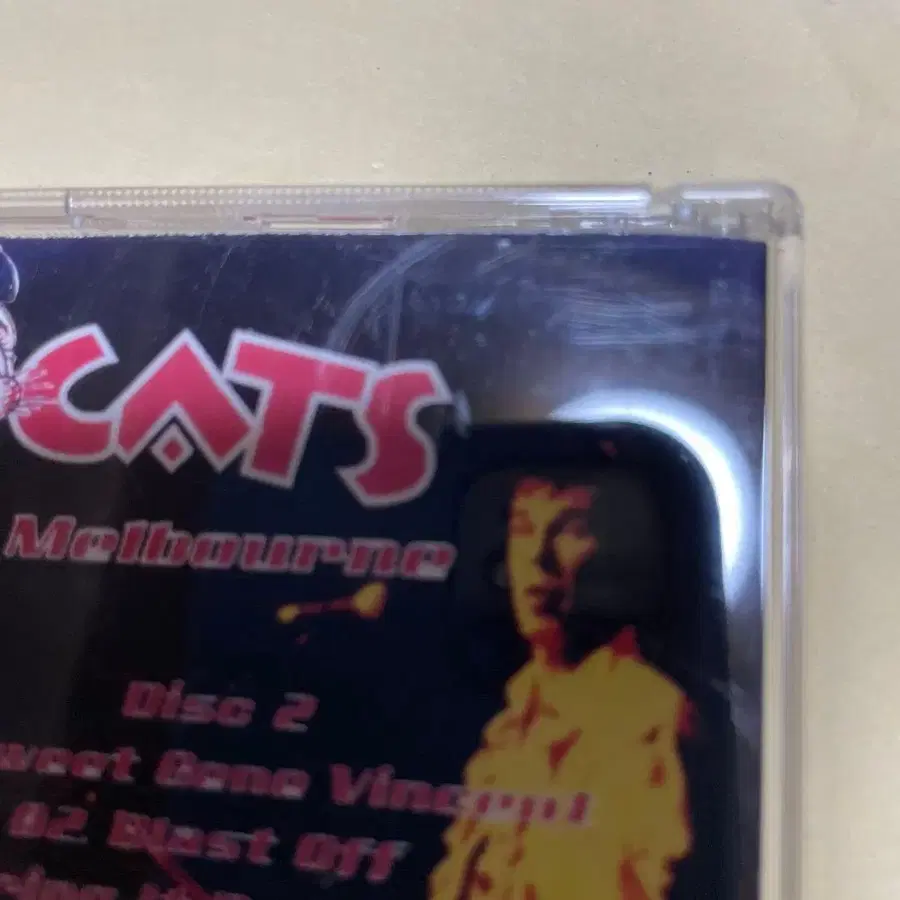 CATS
Melbourne
Disc 2
weet Gene Vincent
02 Blast Off